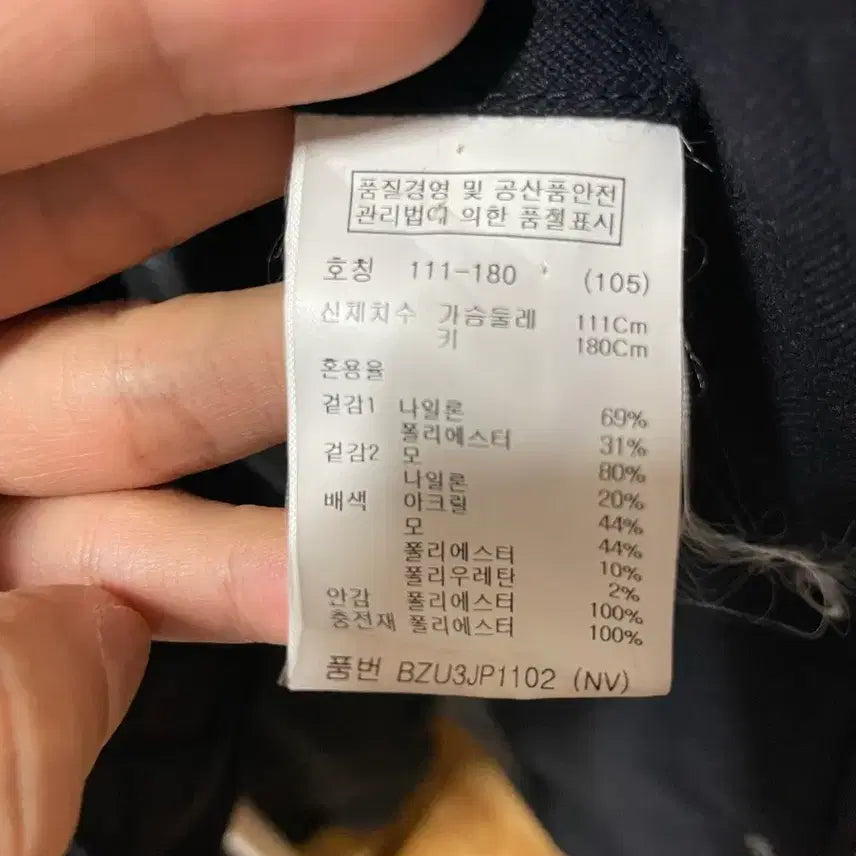 품질경영 및 공산품안전
관리법에 의한 품질표시
호칭 111-180 (105)
신체치수 가슴둘레 111Cm
키 180Cm
혼용율
겉감1 나일론 69%
폴리에스터 31%
겉감2 모 80%
나일론 20%
배색 아크릴 44%
모 44%
폴리에스터 10%
폴리우레탄 2%
안감 폴리에스터 100%
충전재 폴리에스터 100%
품번 BZU3JP1102 (NV)